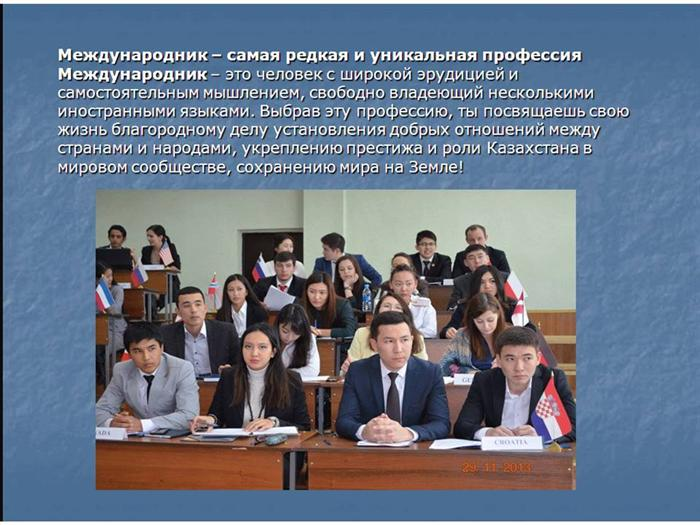 Международник – самая редкая и уникальная профессия
Международник – это человек с широкой эрудицией и
самостоятельным мышлением, свободно владеющий несколькими
иностранными языками. Выбрав эту профессию, ты посвящаешь свою
жизнь благородному делу установления добрых отношений между
странами и народами, укреплению престижа и роли Казахстана в
мировом сообществе, сохранению мира на Земле!
CROATIA
29.11.2013